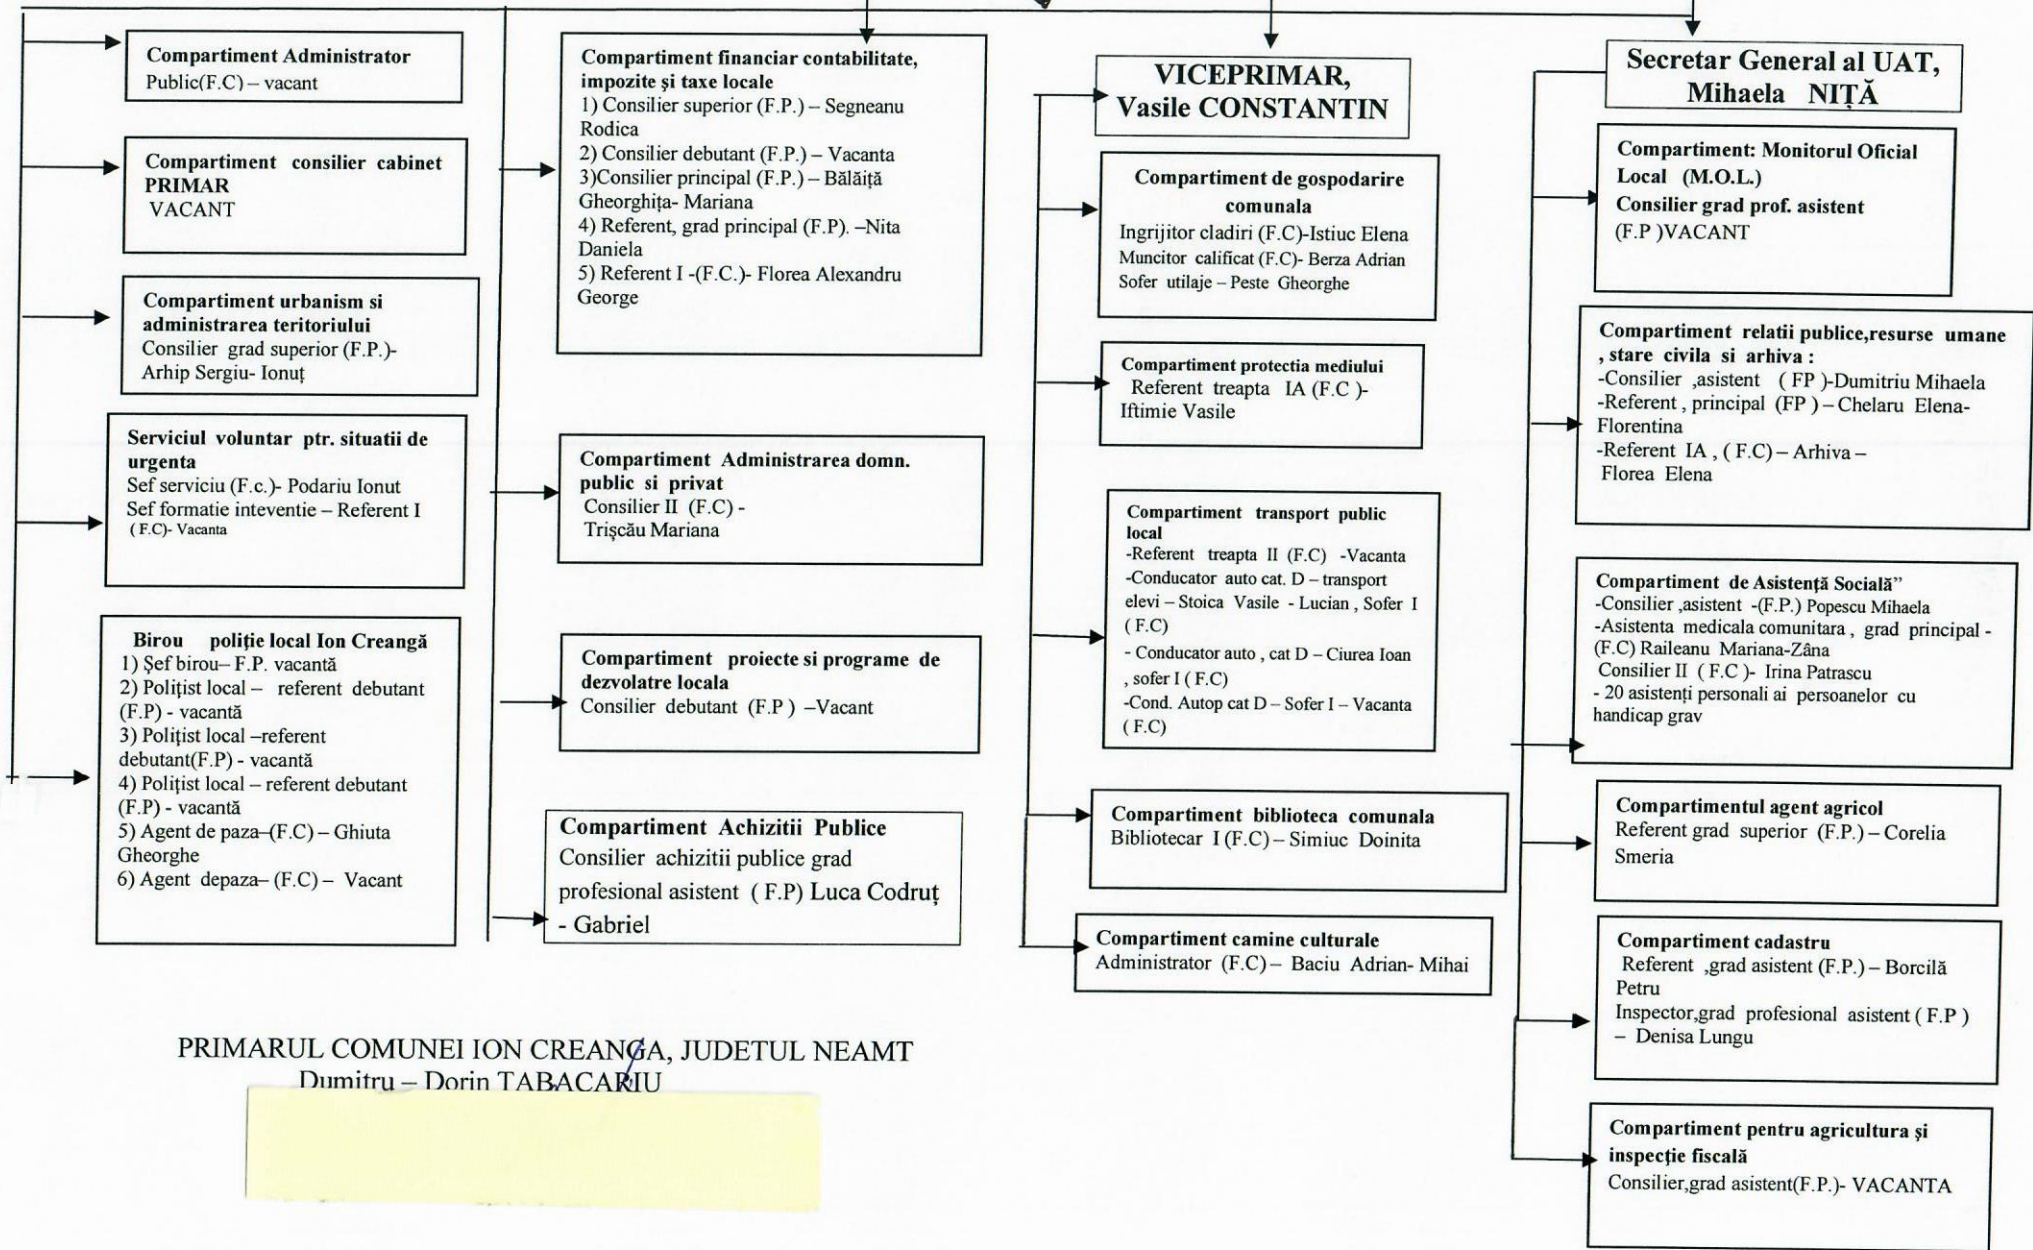 Compartiment Administrator
Public(F.C) – vacant
Compartiment consilier cabinet
PRIMAR
VACANT
Compartiment urbanism si
administrarea teritoriului
Consilier grad superior (F.P.)-
Arhip Sergiu- Ionuț
Serviciul voluntar ptr. situatii de
urgenta
Sef serviciu (F.c.)- Podariu Ionut
Sef formatie inteventie – Referent I
( F.C)- Vacanta
Birou poliție local Ion Creangă
1) Șef birou– F.P. vacantă
2) Polițist local – referent debutant
(F.P) - vacantă
3) Polițist local –referent
debutant(F.P) - vacantă
4) Polițist local – referent debutant
(F.P) - vacantă
5) Agent de paza–(F.C) – Ghiuta
Gheorghe
6) Agent depaza– (F.C) – Vacant
Compartiment financiar contabilitate,
impozite și taxe locale
1) Consilier superior (F.P.) – Segneanu
Rodica
2) Consilier debutant (F.P.) – Vacanta
3)Consilier principal (F.P.) – Bălăiță
Gheorghița- Mariana
4) Referent, grad principal (F.P). –Nita
Daniela
5) Referent I -(F.C.)- Florea Alexandru
George
Compartiment Administrarea domn.
public si privat
Consilier II (F.C) -
Trișcău Mariana
Compartiment proiecte si programe de
dezvolatre locala
Consilier debutant (F.P ) –Vacant
Compartiment Achizitii Publice
Consilier achizitii publice grad
profesional asistent ( F.P) Luca Codruț
- Gabriel
VICEPRIMAR,
Vasile CONSTANTIN
Compartiment de gospodarire
comunala
Ingrijitor cladiri (F.C)-Istiuc Elena
Muncitor calificat (F.C)- Berza Adrian
Sofer utilaje – Peste Gheorghe
Compartiment protectia mediului
Referent treapta IA (F.C )-
Iftimie Vasile
Compartiment transport public
local
-Referent treapta II (F.C) -Vacanta
-Conducator auto cat. D – transport
elevi – Stoica Vasile - Lucian , Sofer I
( F.C)
- Conducator auto , cat D – Ciurea Ioan
, sofer I ( F.C)
-Cond. Autop cat D – Sofer I – Vacanta
( F.C)
Compartiment biblioteca comunala
Bibliotecar I (F.C) – Simiuc Doinita
Compartiment camine culturale
Administrator (F.C) – Baciu Adrian- Mihai
Secretar General al UAT,
Mihaela NIȚĂ
Compartiment: Monitorul Oficial
Local (M.O.L.)
Consilier grad prof. asistent
(F.P )VACANT
Compartiment relatii publice,resurse umane
, stare civila si arhiva :
-Consilier ,asistent ( FP )-Dumitriu Mihaela
-Referent , principal (FP ) – Chelaru Elena-
Florentina
-Referent IA , ( F.C) – Arhiva –
Florea Elena
Compartiment de Asistență Socială”
-Consilier ,asistent -(F.P.) Popescu Mihaela
-Asistenta medicala comunitara , grad principal -
(F.C) Raileanu Mariana-Zâna
Consilier II ( F.C )- Irina Patrascu
- 20 asistenți personali ai persoanelor cu
handicap grav
Compartimentul agent agricol
Referent grad superior (F.P.) – Corelia
Smeria
Compartiment cadastru
Referent ,grad asistent (F.P.) – Borcilă
Petru
Inspector,grad profesional asistent ( F.P )
– Denisa Lungu
Compartiment pentru agricultura și
inspecție fiscală
Consilier,grad asistent(F.P.)- VACANTA
PRIMARUL COMUNEI ION CREANGA, JUDETUL NEAMT
Dumitru – Dorin TABACARIU